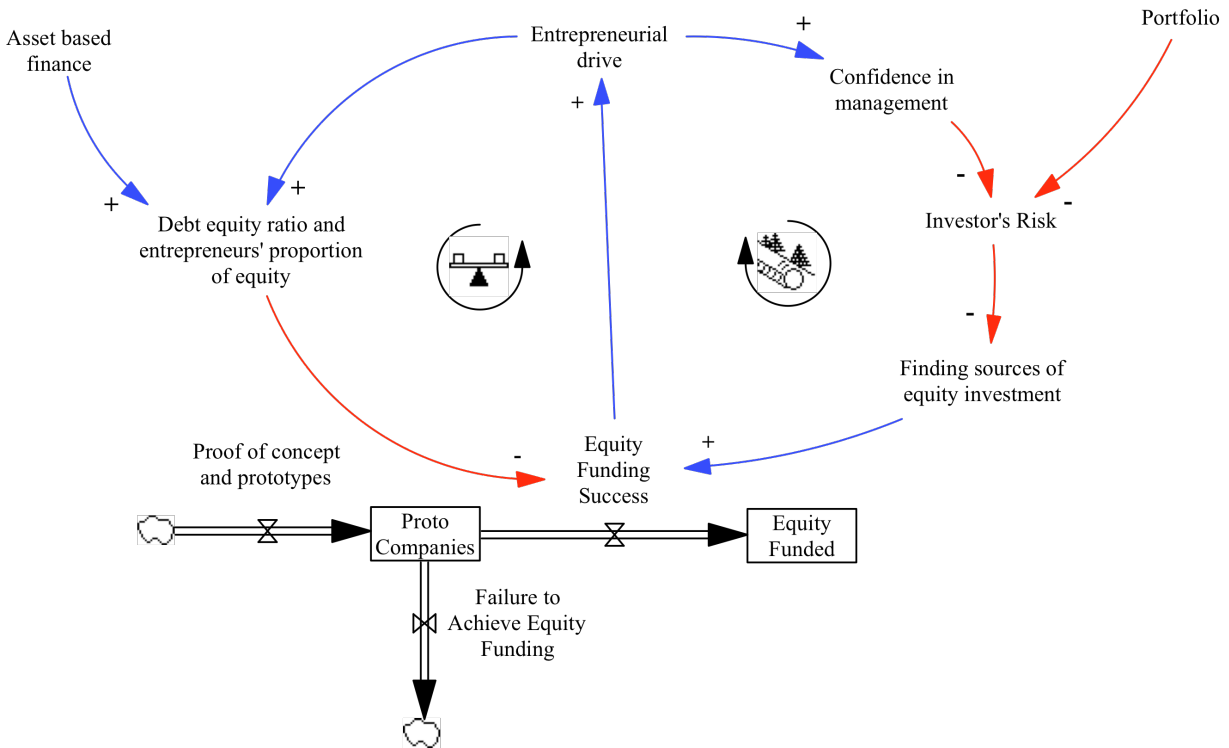 Asset based
finance
Entrepreneurial
drive
+
Portfolio
Confidence in
management
+
+
+
-
-
Debt equity ratio and
entrepreneurs' proportion
of equity
Investor's Risk
-
Finding sources of
equity investment
Proof of concept
and prototypes
-
Equity
Funding
Success
+
Proto
Companies
Equity
Funded
Failure to
Achieve Equity
Funding